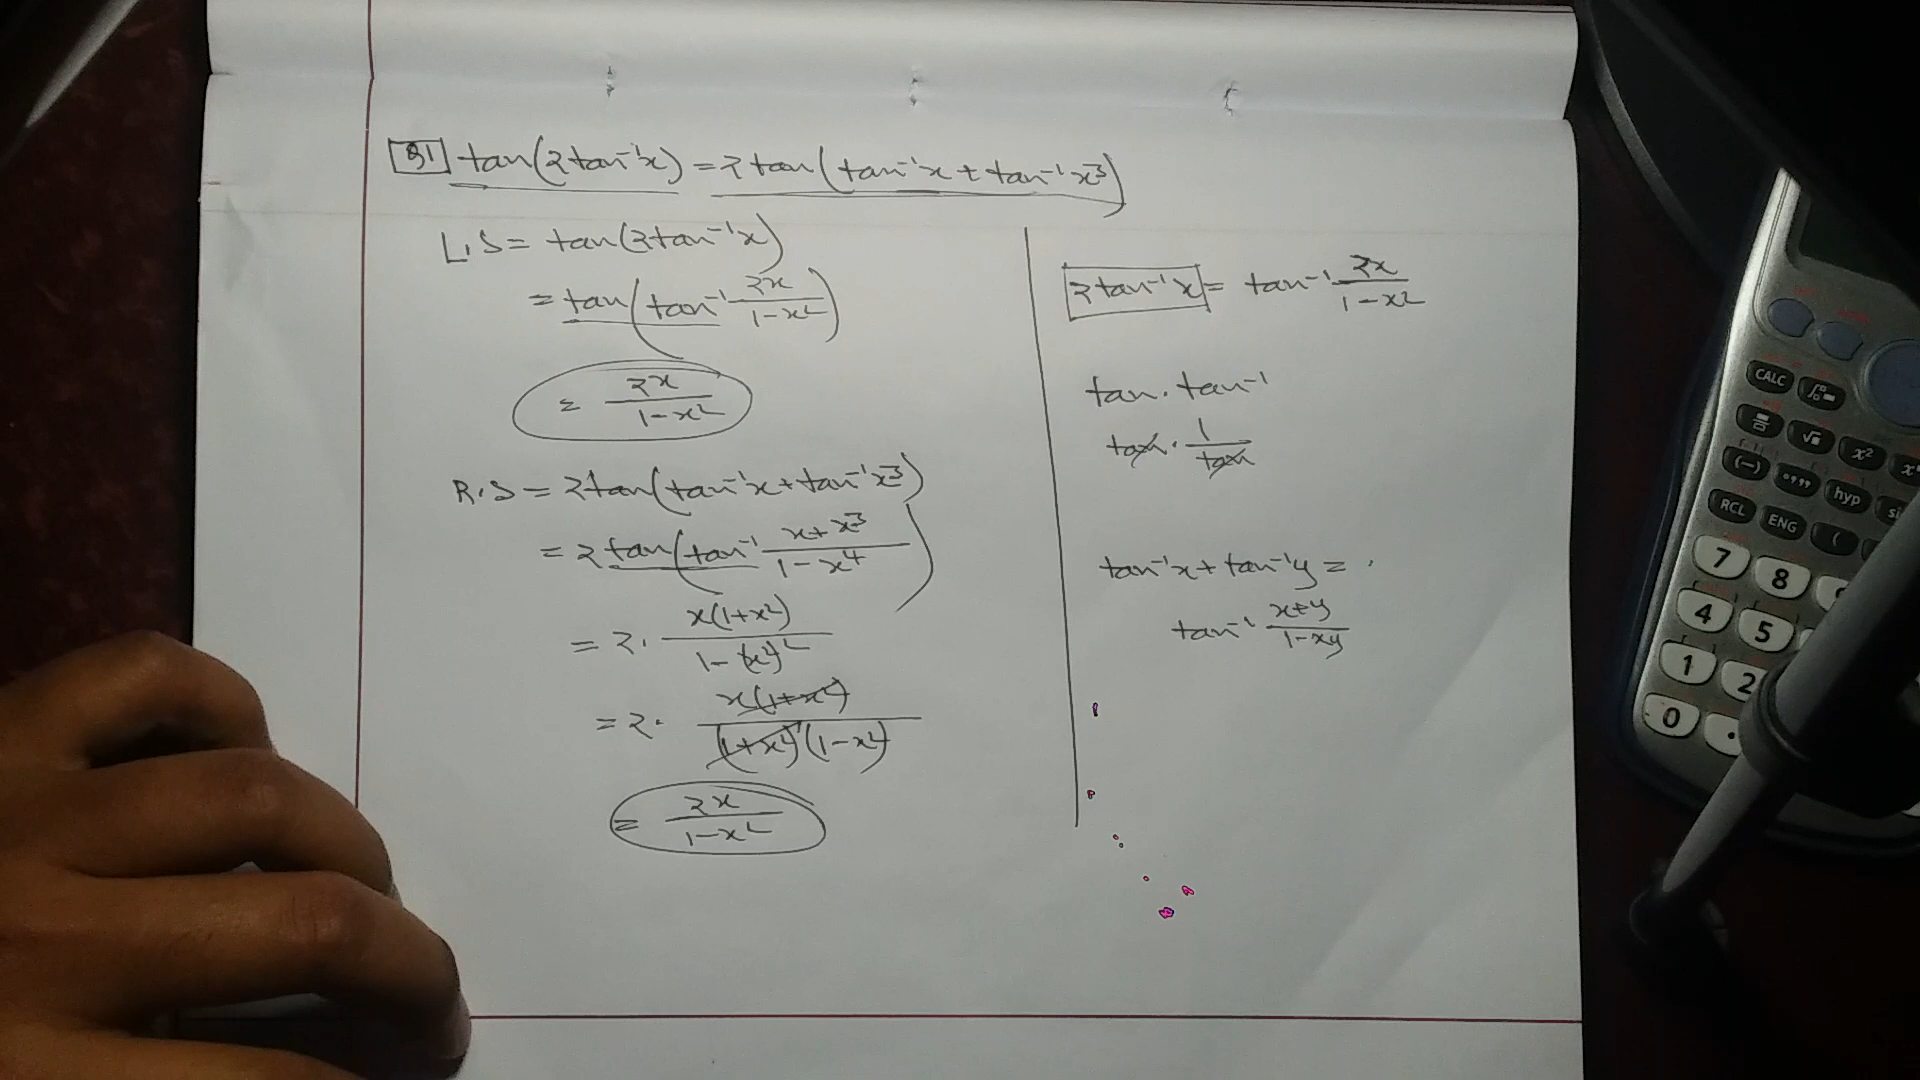 Q1 tan(2tan⁻¹x) = 2tan(tan⁻¹x + tan⁻¹x³)
L.S = tan(2tan⁻¹x)
= tan(tan⁻¹ 2x/1-x²)
= 2x/1-x²
R.S = 2tan(tan⁻¹x + tan⁻¹x³)
= 2tan(tan⁻¹ x+x³/1-x⁴)
= 2. x(1+x²)/1-(x²)²
= 2. x(1+x²)/(1+x²)(1-x²)
= 2x/1-x²
2tan⁻¹x = tan⁻¹ 2x/1-x²
tan. tan⁻¹
tan. 1/tan
tan⁻¹x + tan⁻¹y =
tan⁻¹ x+y/1-xy
CALC
√ x²
(-) °,,, hyp
RCL ENG (
7 8
4 5
1 2
0 .